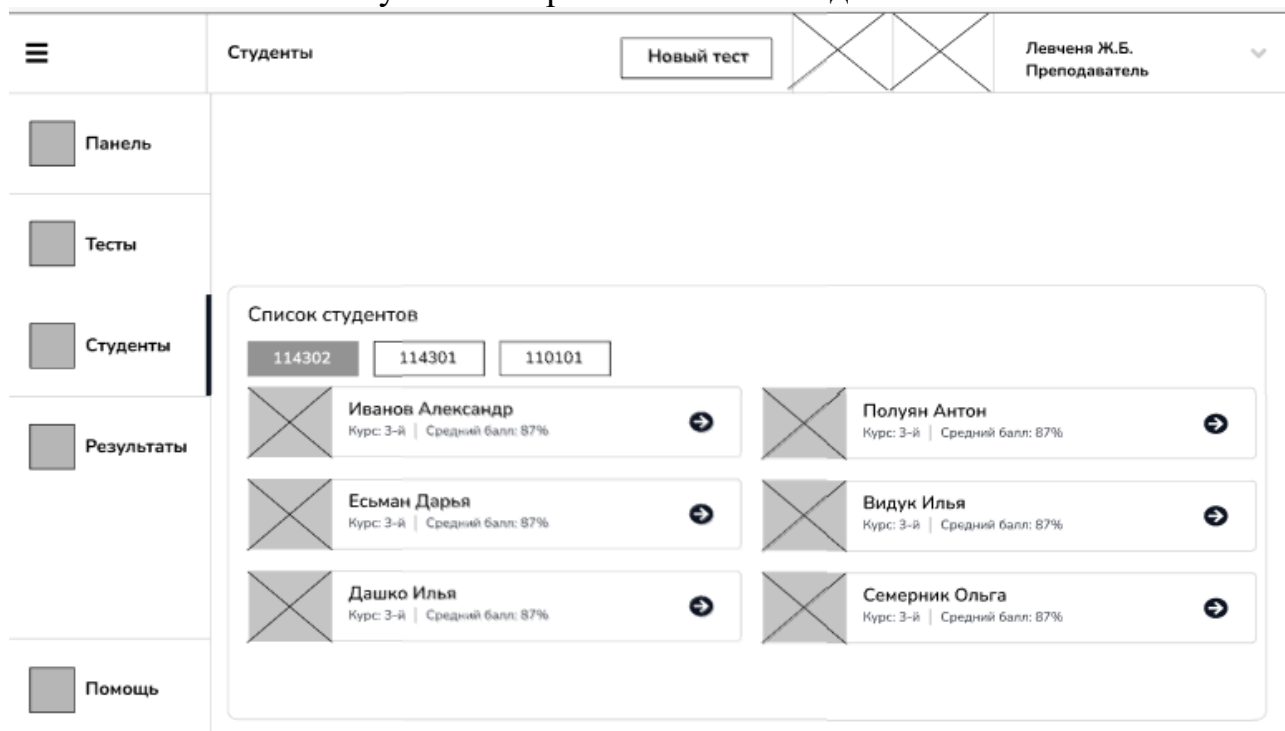 Студенты
Новый тест
Левченя Ж.Б.
Преподаватель
Панель
Тесты
Студенты
Результаты
Помощь
Список студентов
114302 114301 110101
Иванов Александр
Курс: 3-й | Средний балл: 87%
Полуян Антон
Курс: 3-й | Средний балл: 87%
Есьман Дарья
Курс: 3-й | Средний балл: 87%
Видук Илья
Курс: 3-й | Средний балл: 87%
Дашко Илья
Курс: 3-й | Средний балл: 87%
Семерник Ольга
Курс: 3-й | Средний балл: 87%